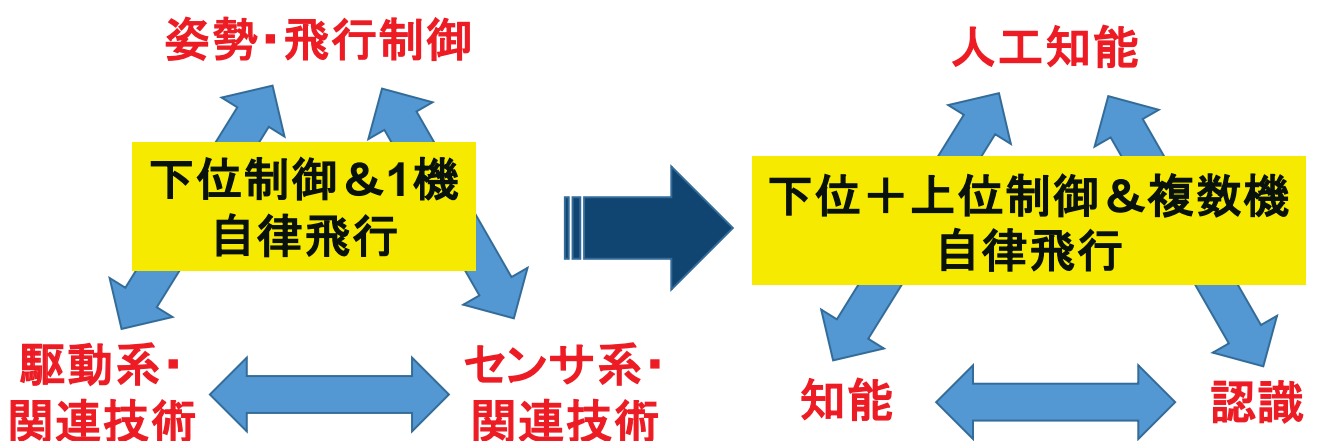 姿勢・飛行制御
下位制御＆1機
自律飛行
駆動系・
関連技術
センサ系・
関連技術
人工知能
下位＋上位制御＆複数機
自律飛行
知能
認識